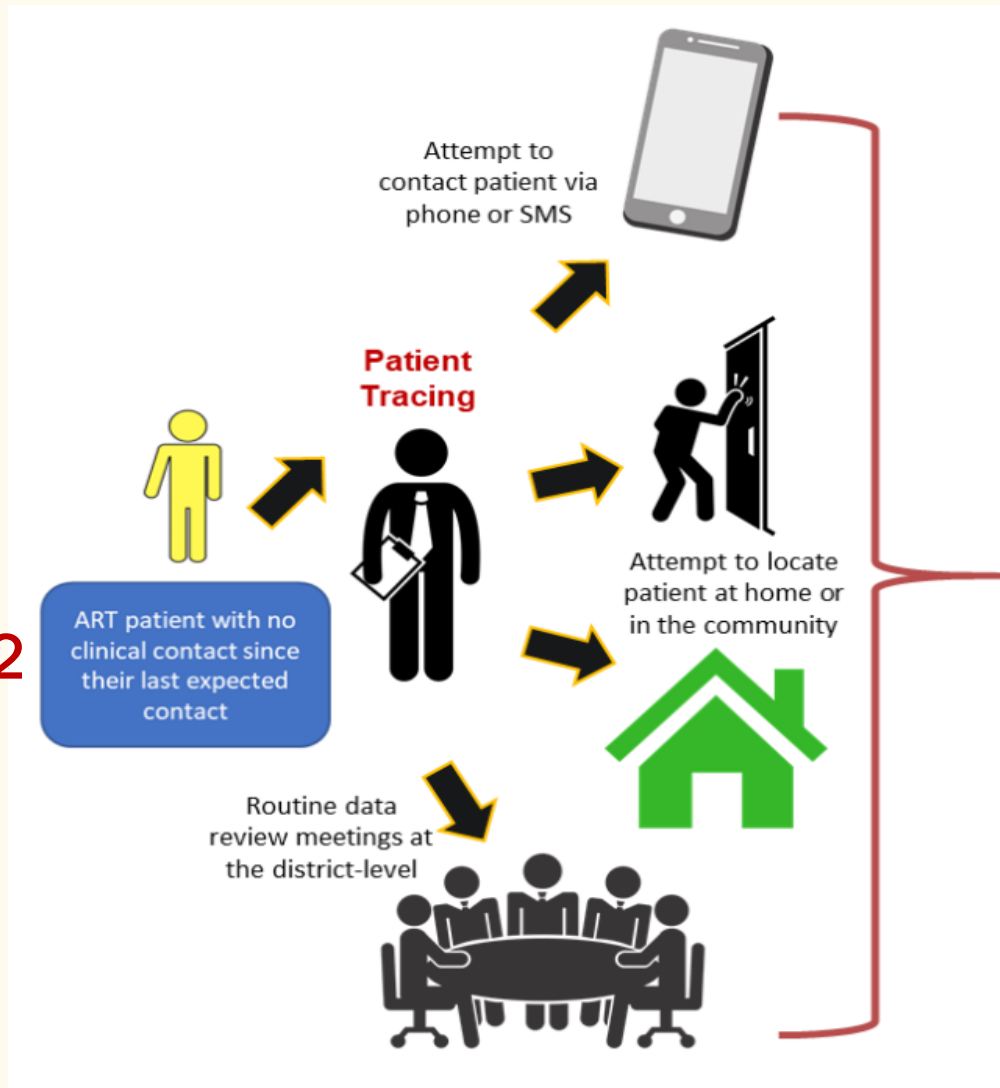 Attempt to
contact patient via
phone or SMS
Patient
Tracing
Attempt to locate
patient at home or
in the community
2
ART patient with no
clinical contact since
their last expected
contact
Routine data
review meetings at
the district-level